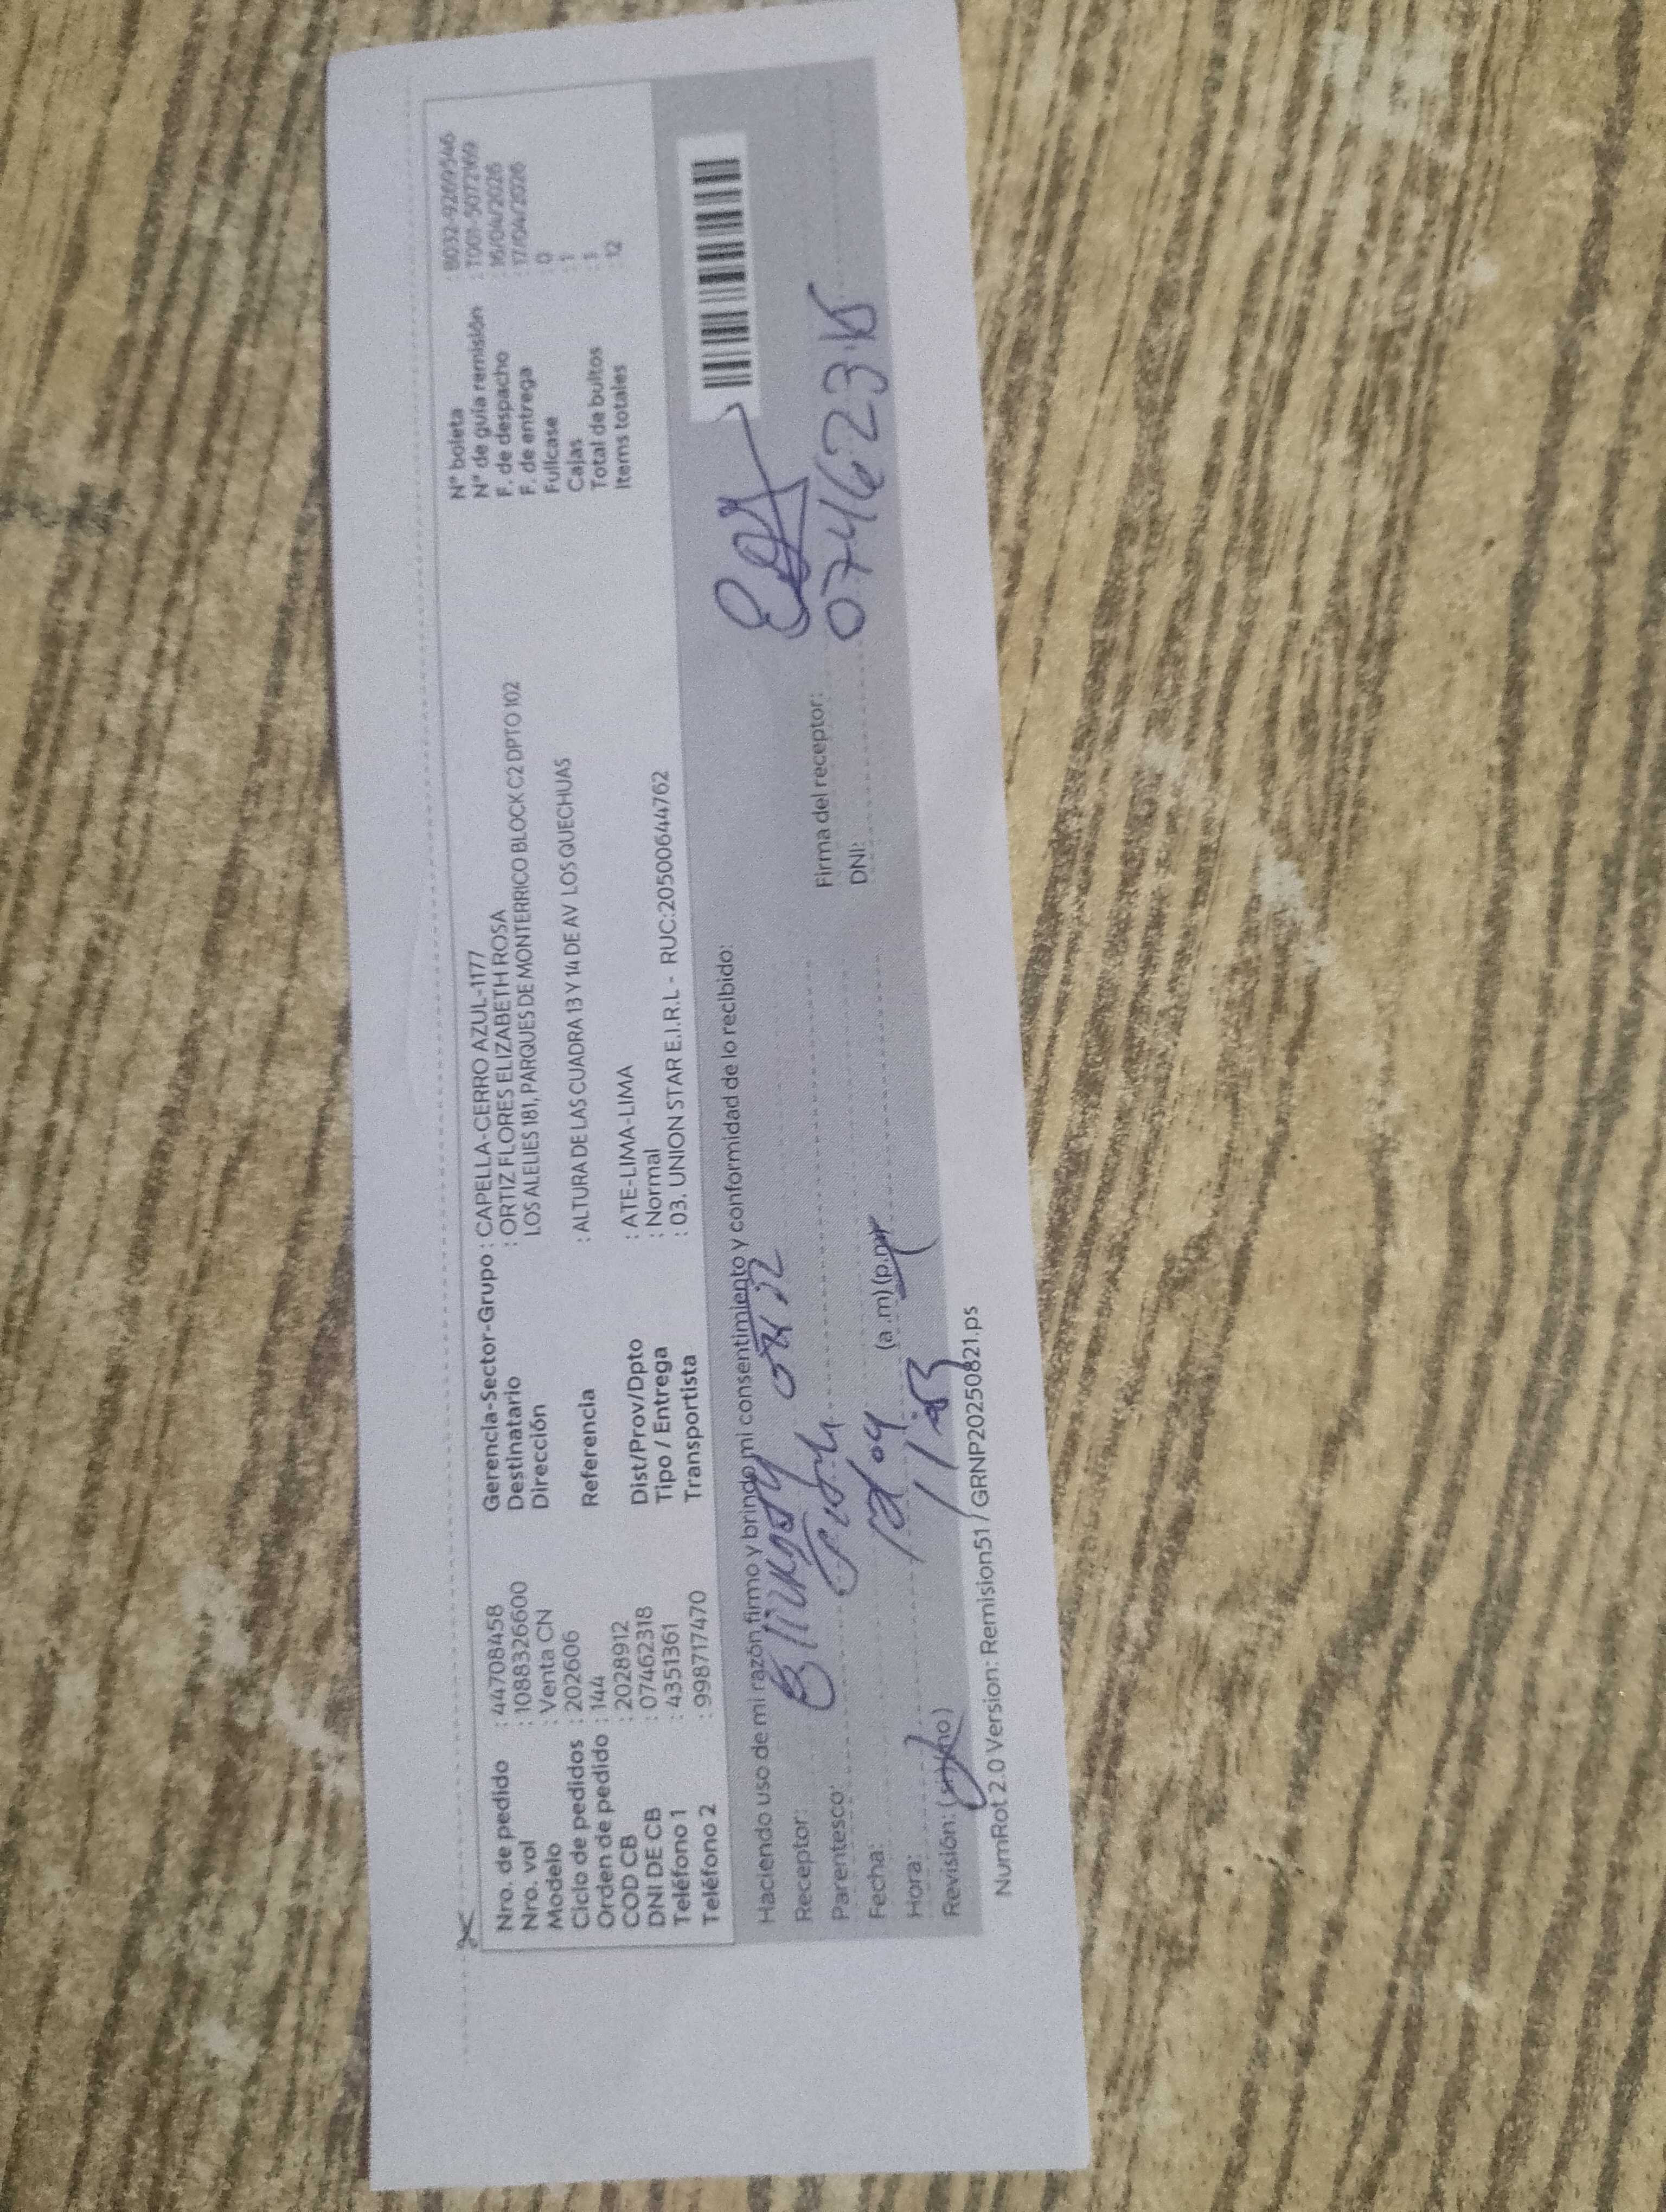 Nro. de pedido : 44708458
Nro. vol : 1088326600
Modelo : Venta CN
Ciclo de pedidos : 202606
Orden de pedido : 144
COD CB : 2028912
DNI DE CB : 07462318
Teléfono 1 : 4351361
Teléfono 2 : 998717470
Gerencia-Sector-Grupo : CAPELLA-CERRO AZUL-1177
Destinatario : ORTIZ FLORES ELIZABETH ROSA
Dirección LOS ALELIES 181, PARQUES DE MONTERRICO BLOCK C2 DPTO 102
Referencia : ALTURA DE LAS CUADRA 13 Y 14 DE AV LOS QUECHUAS
Dist/Prov/Dpto : ATE-LIMA-LIMA
Tipo / Entrega : Normal
Transportista : 03. UNION STAR E.I.R.L - RUC:20500644762
N° boleta
N° de guía remisión : T001-5072169
F. de despacho : 16/04/2026
F. de entrega : 17/04/2026
Fullcase : 0
Cajas : 1
Total de bultos : 1
Items totales : 12
Haciendo uso de mi razón firmo y brindo mi consentimiento y conformidad de lo recibido:
Receptor:
Parentesco:
Fecha:
Hora: (a .m) (p.m)
Revisión: (si) (no)
Firma del receptor:
DNI:
NumRot 2.0 Version: Remision51 / GRNP20250821.ps